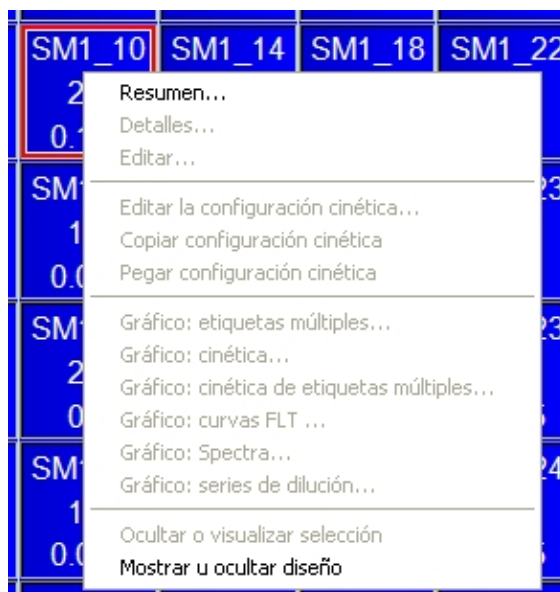 SM1_10 SM1_14 SM1_18 SM1_22
Resumen...
Detalles...
Editar...
Editar la configuración cinética...
Copiar configuración cinética
Pegar configuración cinética
Gráfico: etiquetas múltiples...
Gráfico: cinética...
Gráfico: cinética de etiquetas múltiples...
Gráfico: curvas FLT ...
Gráfico: Spectra...
Gráfico: series de dilución...
Ocultar o visualizar selección
Mostrar u ocultar diseño